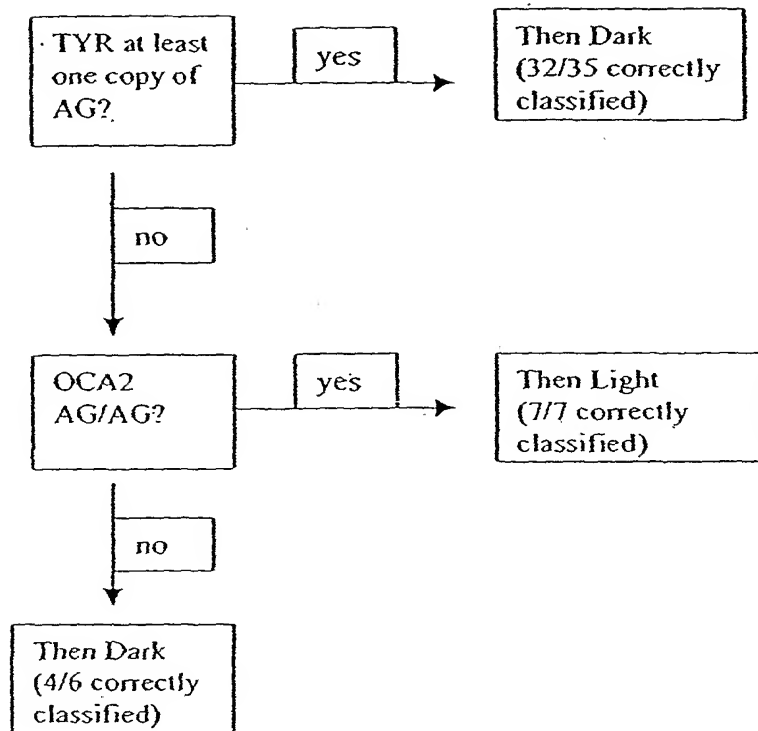 TYR at least
one copy of
AG?
yes
Then Dark
(32/35 correctly
classified)
no
OCA2
AG/AG?
yes
Then Light
(7/7 correctly
classified)
no
Then Dark
(4/6 correctly
classified)